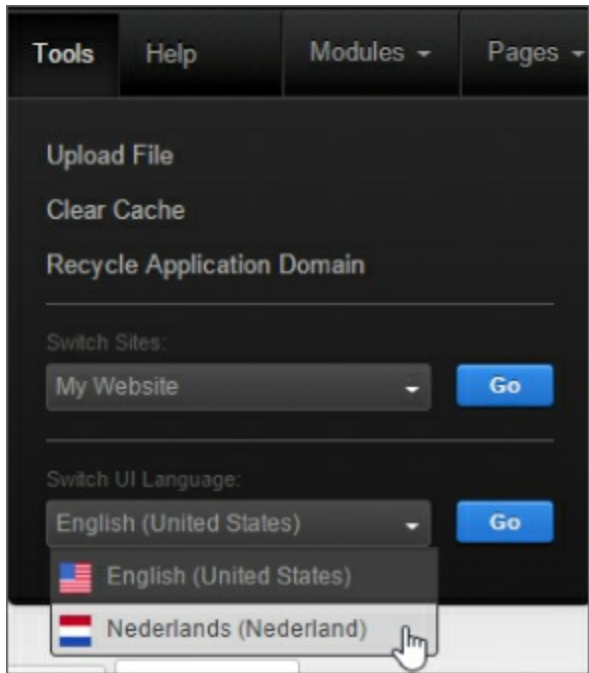 Tools Help Modules Pages
Upload File
Clear Cache
Recycle Application Domain
Switch Sites:
My Website Go
Switch UI Language:
English (United States) Go
English (United States)
Nederlands (Nederland)